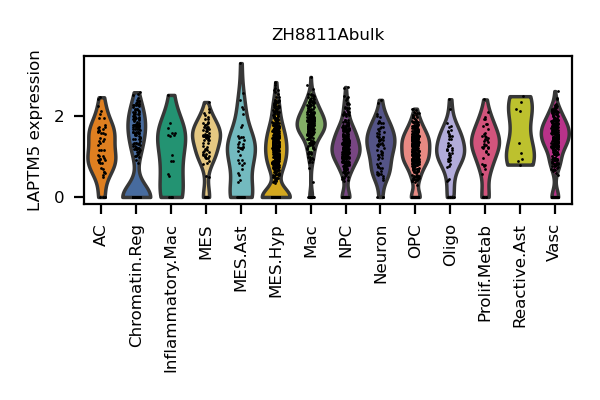 ZH8811Abulk
LAPTM5 expression
2
0
AC
Chromatin.Reg
Inflammatory.Mac
MES
MES.Ast
MES.Hyp
Mac
NPC
Neuron
OPC
Oligo
Prolif.Metab
Reactive.Ast
Vasc